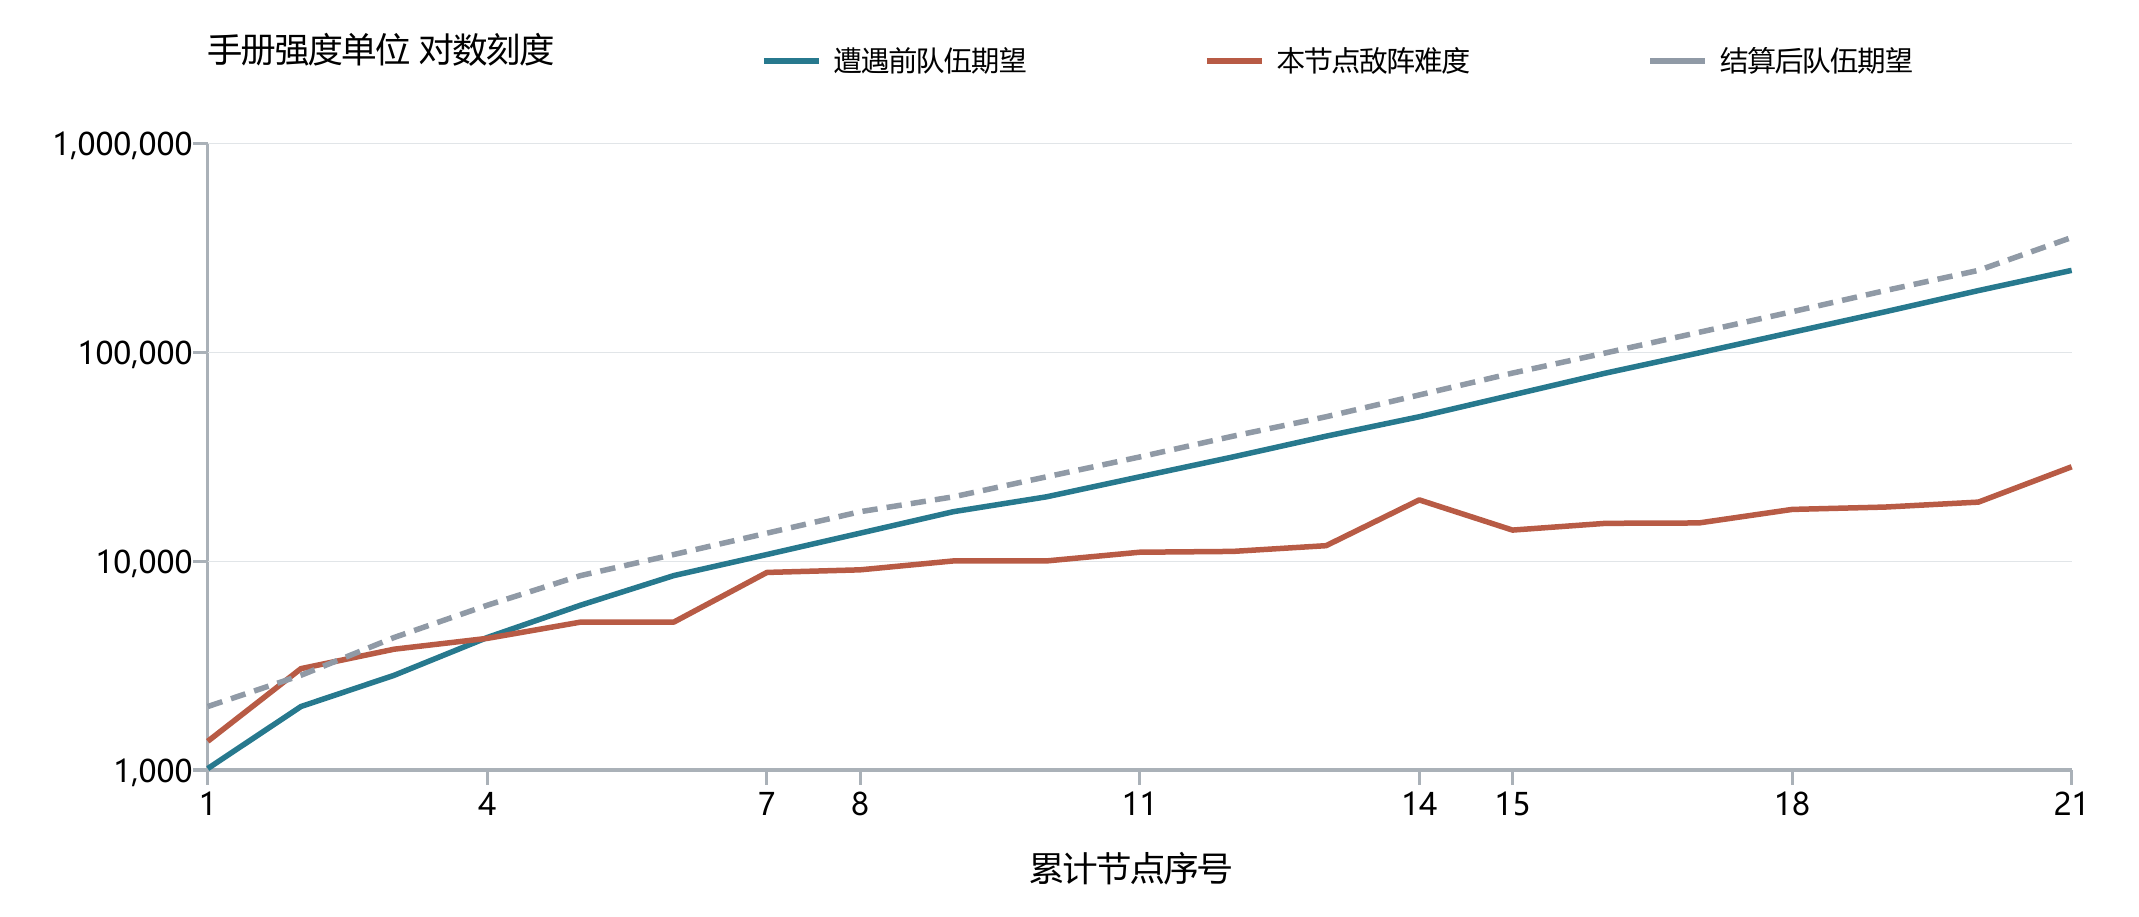 手册强度单位 对数刻度
遭遇前队伍期望
本节点敌阵难度
结算后队伍期望
1,000,000
100,000
10,000
1,000
1 4 7 8 11 14 15 18 21
累计节点序号